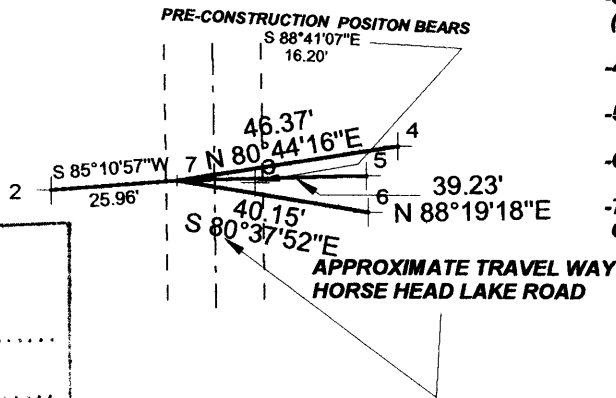 PRE-CONSTRUCTION POSITON BEARS
S 88°41'07"E
16.20'
46.37'
N 80°44'16"E
4
S 85°10'57"W
7
5
2
25.96'
6
39.23'
N 88°19'18"E
40.15'
S 80°37'52"E
APPROXIMATE TRAVEL WAY
HORSE HEAD LAKE ROAD